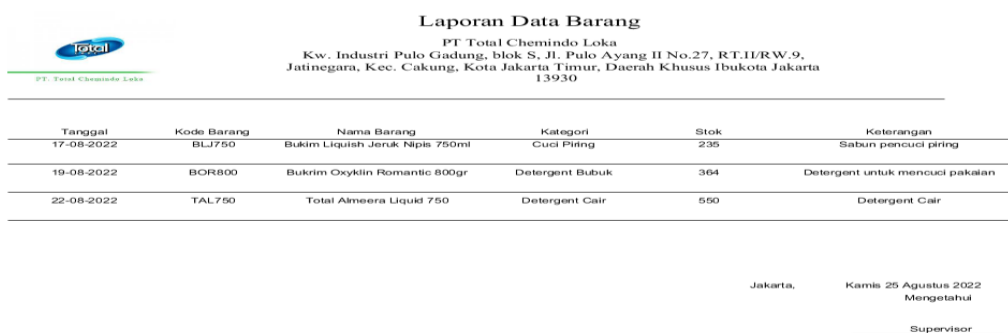 Laporan Data Barang
Total
PT Total Chemindo Loka
Kw. Industri Pulo Gadung, blok S, Jl. Pulo Ayang II No.27, RT.II/RW.9,
Jatinegara, Kec. Cakung, Kota Jakarta Timur, Daerah Khusus Ibukota Jakarta
13930
PT. Total Chemindo Loka
Tanggal Kode Barang Nama Barang Kategori Stok Keterangan
17-08-2022 BLJ750 Bukim Liquish Jeruk Nipis 750ml Cuci Piring 235 Sabun pencuci piring
19-08-2022 BOR800 Bukrim Oxyklin Romantic 800gr Detergent Bubuk 364 Detergent untuk mencuci pakaian
22-08-2022 TAL750 Total Almeera Liquid 750 Detergent Cair 550 Detergent Cair
Jakarta, Kamis 25 Agustus 2022
Mengetahui
Supervisor